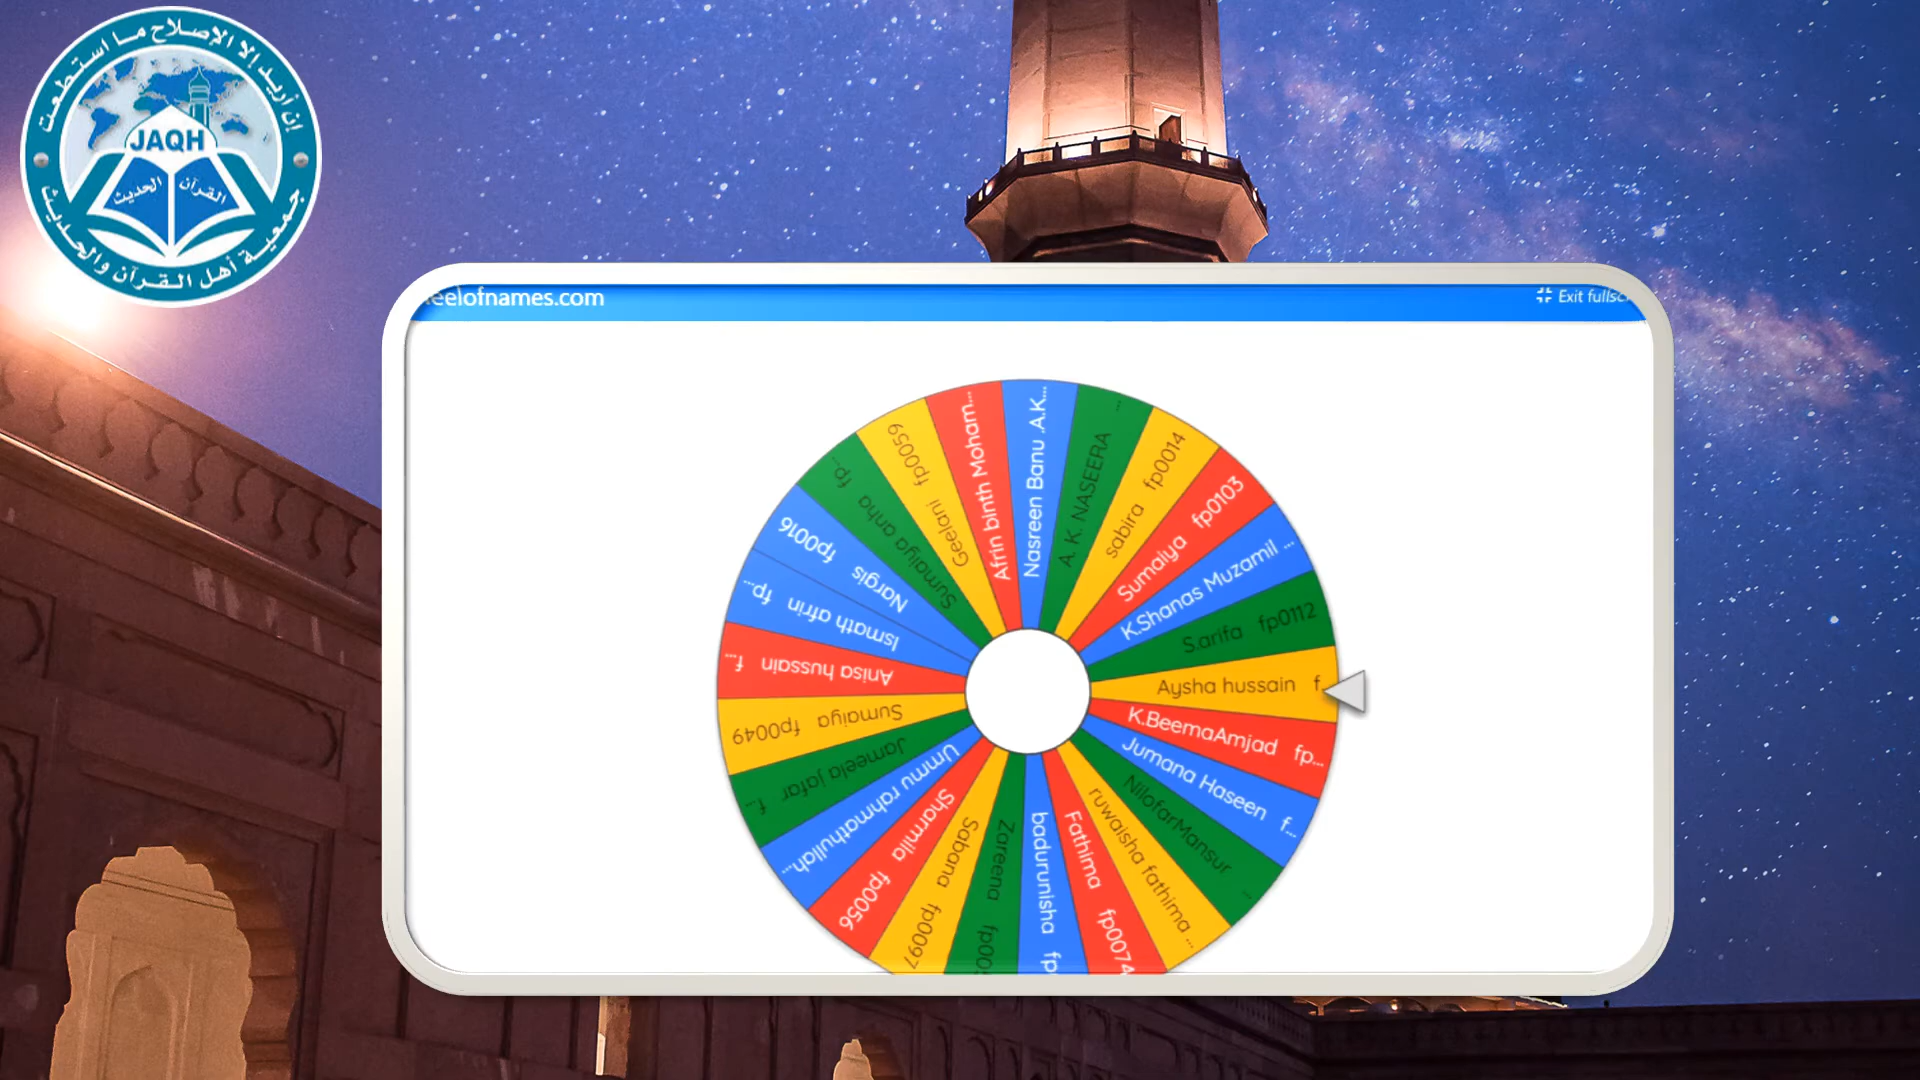 إن أريد إلا الإصلاح ما استطعت
JAQH
القرآن
الحديث
جمعية أهل القرآن والحديث
eelofnames.com
Exit fullsc
Nasreen Banu .A.K...
A. K. NASEERA ...
sabira fp0014
Sumaiya fp0103
K.Shanas Muzamil ...
S.arifa fp0112
Aysha hussain f
K.BeemaAmjad fp...
Jumana Haseen f...
NilofarMansur ...
ruwaisha fathima ...
Fathima fp0074
badurunisha fp
Zareena fp00
Sabana fp0097
Sharmila fp0056
Ummu rahmathullah...
Jameela jafar f...
Sumaiya fp0049
Anisa hussain f...
Ismath afrin fp...
Nargis fp0016
Sumaiya anha fp...
Geelani fp0059
Afrin binth Moham...